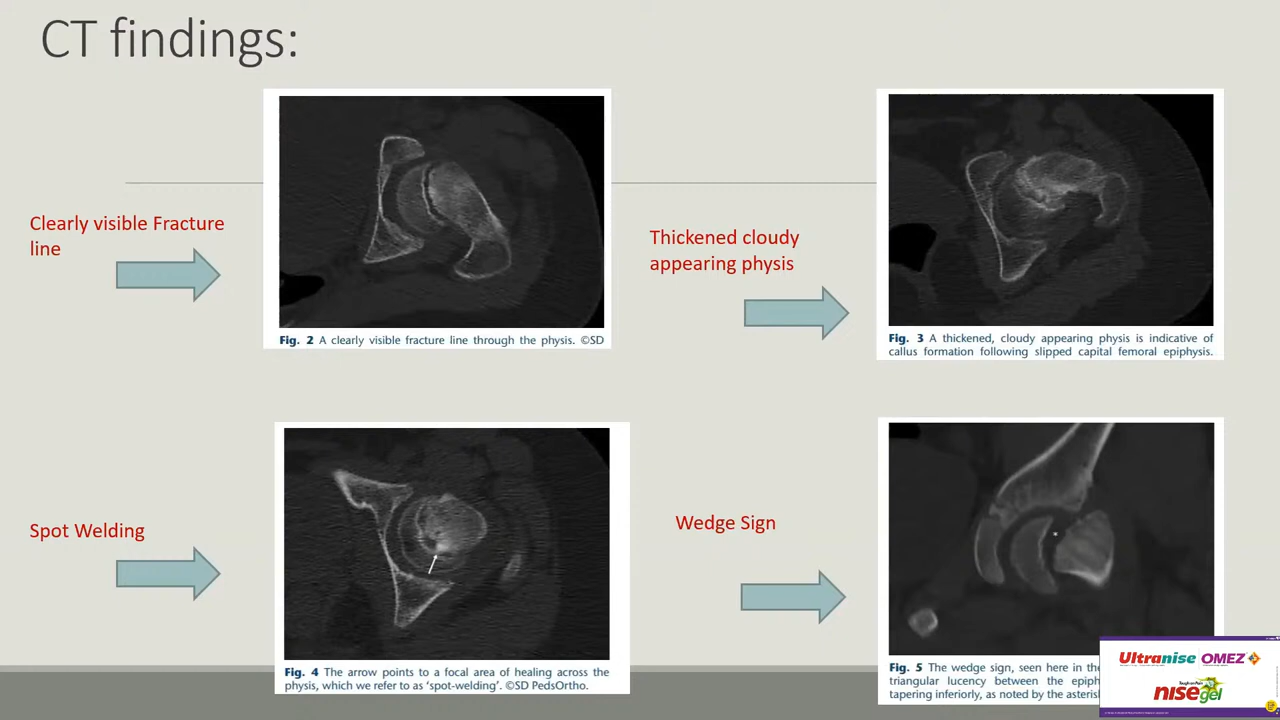 CT findings:
Clearly visible Fracture
line
Fig. 2 A clearly visible fracture line through the physis. ©SD
Thickened cloudy
appearing physis
Fig. 3 A thickened, cloudy appearing physis is indicative of
callus formation following slipped capital femoral epiphysis.
Spot Welding
Fig. 4 The arrow points to a focal area of healing across the
physis, which we refer to as ‘spot-welding’. ©SD PedsOrtho.
Wedge Sign
Fig. 5 The wedge sign, seen here in the
triangular lucency between the
tapering inferiorly, as noted by the
Ultranise OMEZ
nise gel